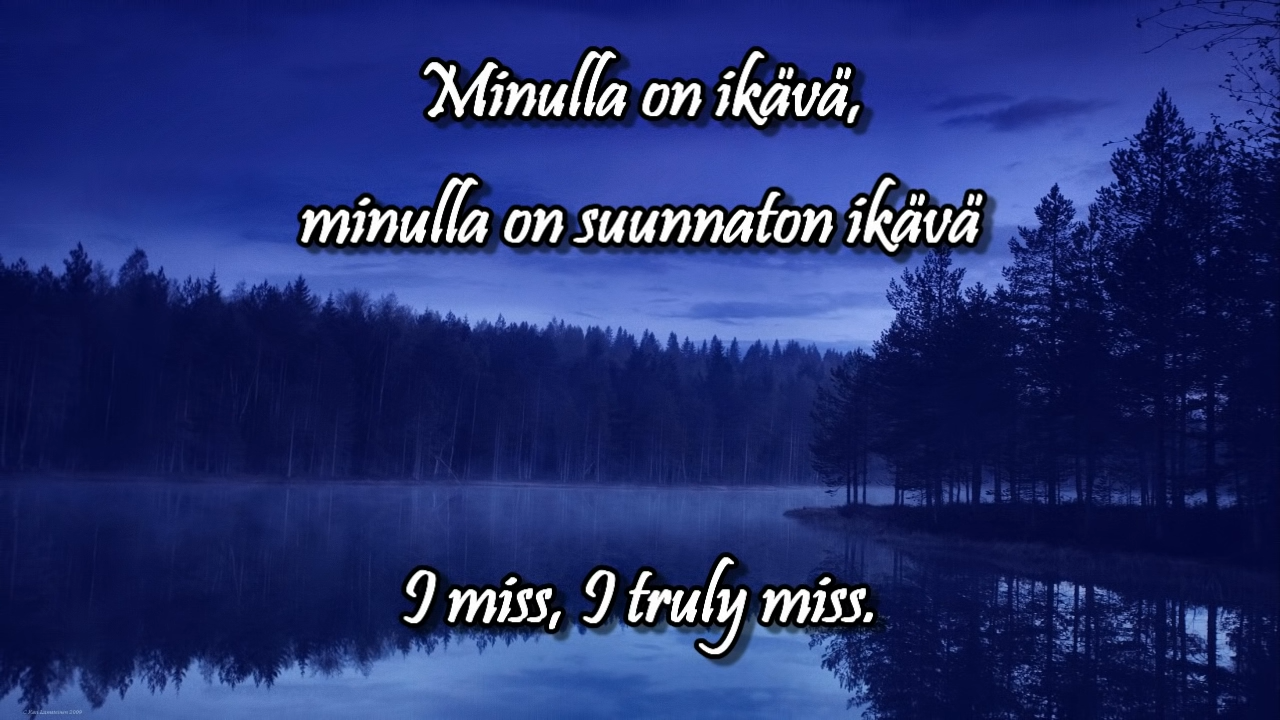 Minulla on ikävä,
minulla on suunnaton ikävä
I miss, I truly miss.